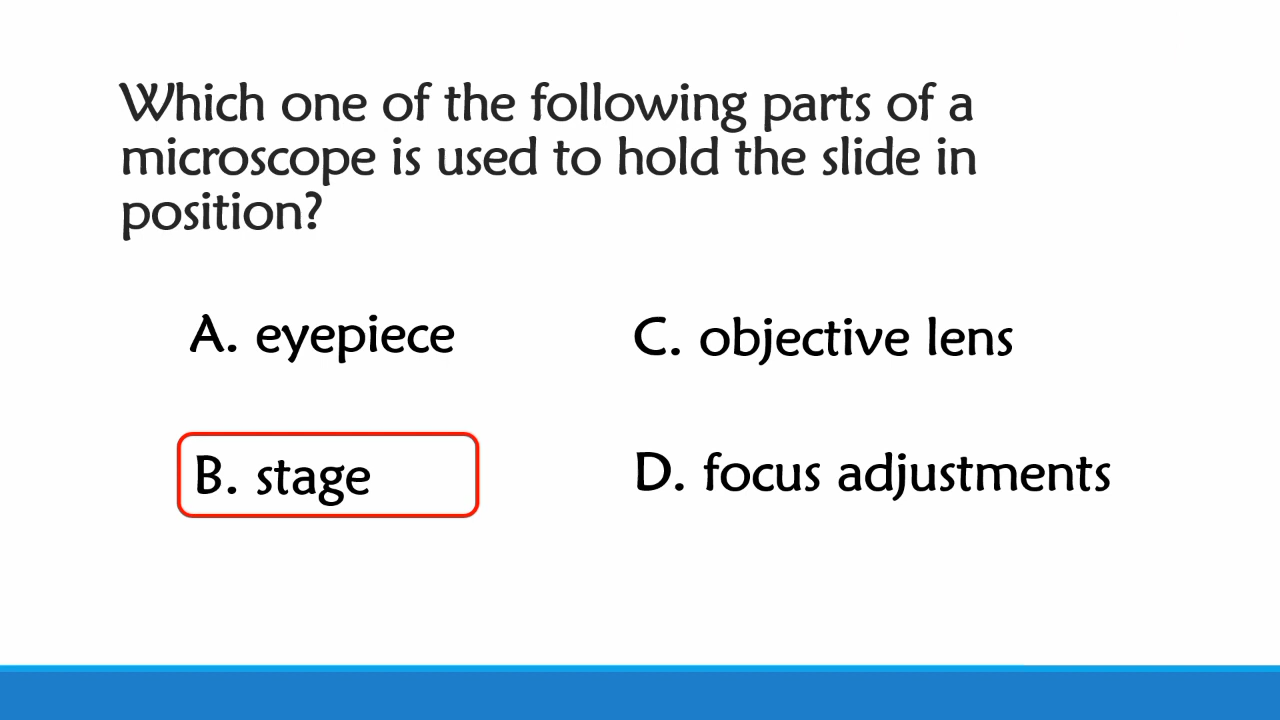 Which one of the following parts of a
microscope is used to hold the slide in
position?
A. eyepiece
C. objective lens
B. stage
D. focus adjustments